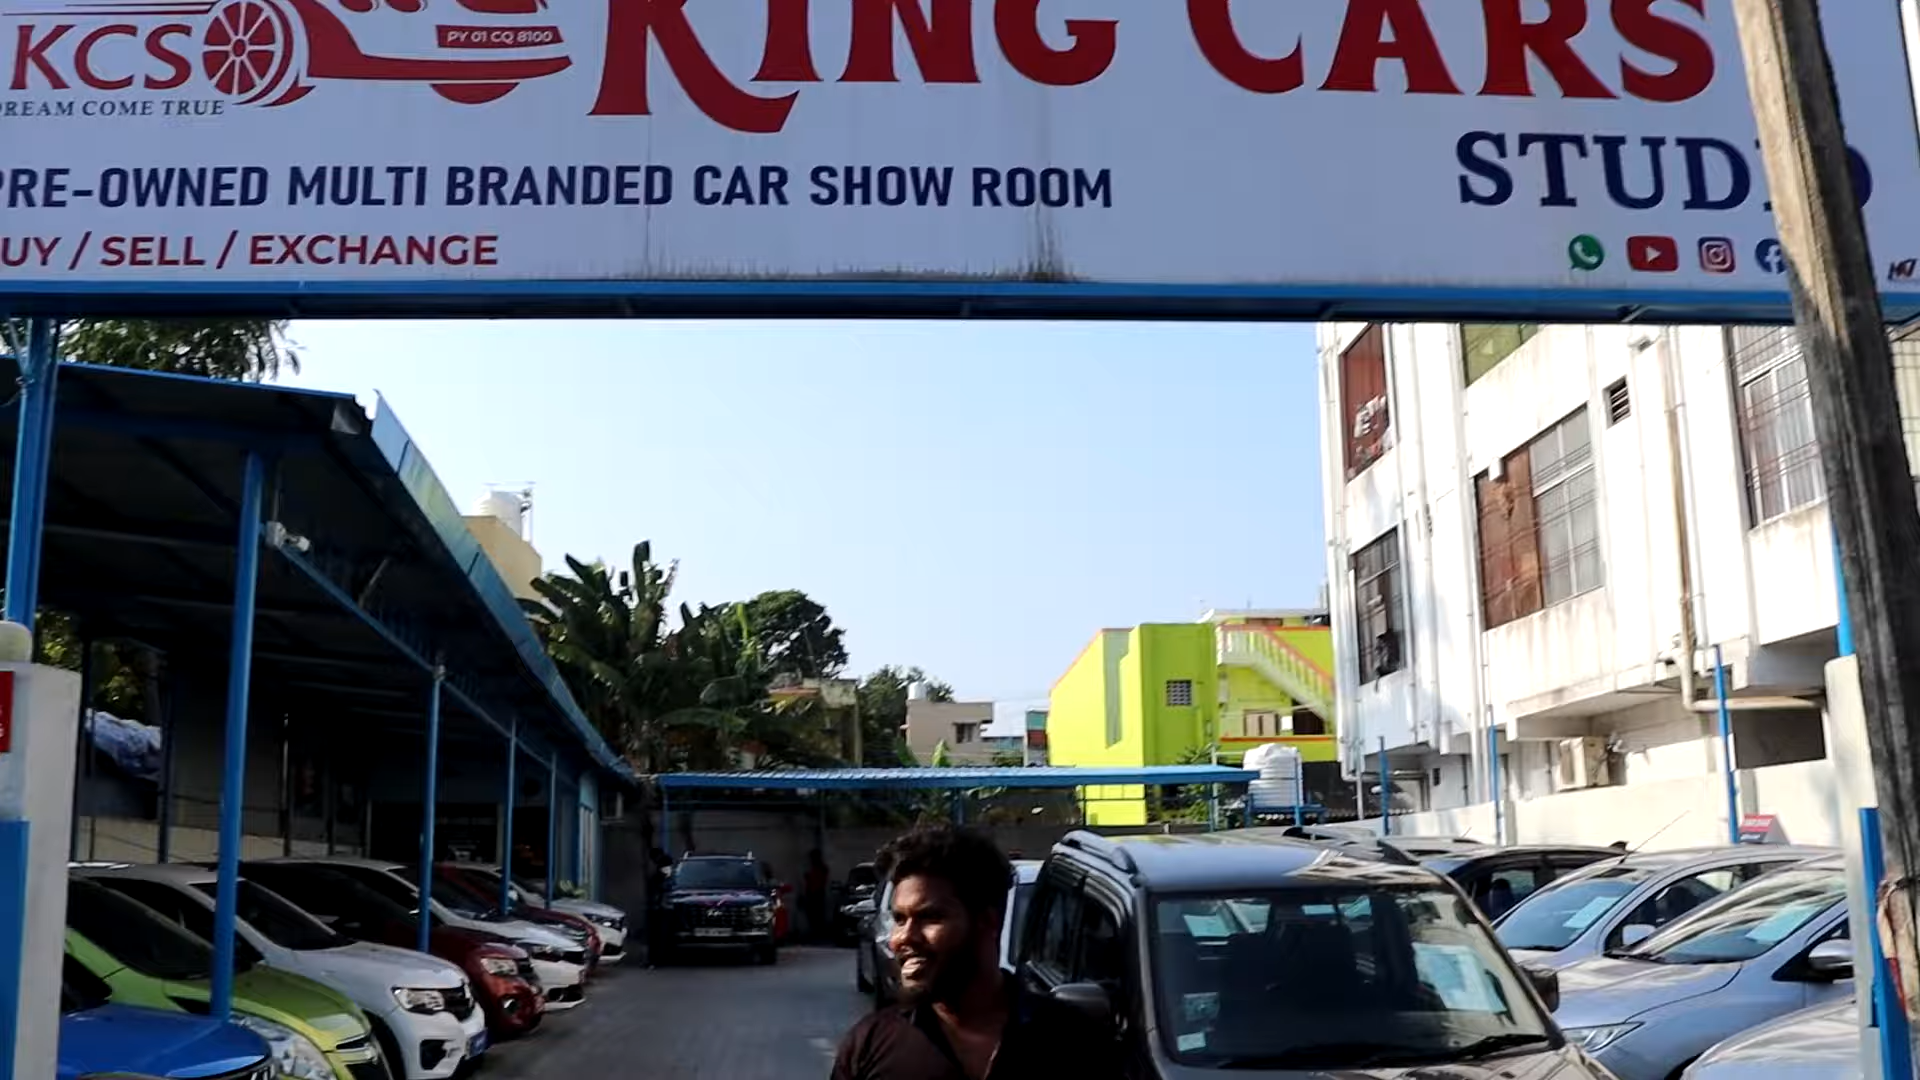 KCS
PY 01 CQ 8100
KING CARS
DREAM COME TRUE
STUDIO
PRE-OWNED MULTI BRANDED CAR SHOW ROOM
UY / SELL / EXCHANGE